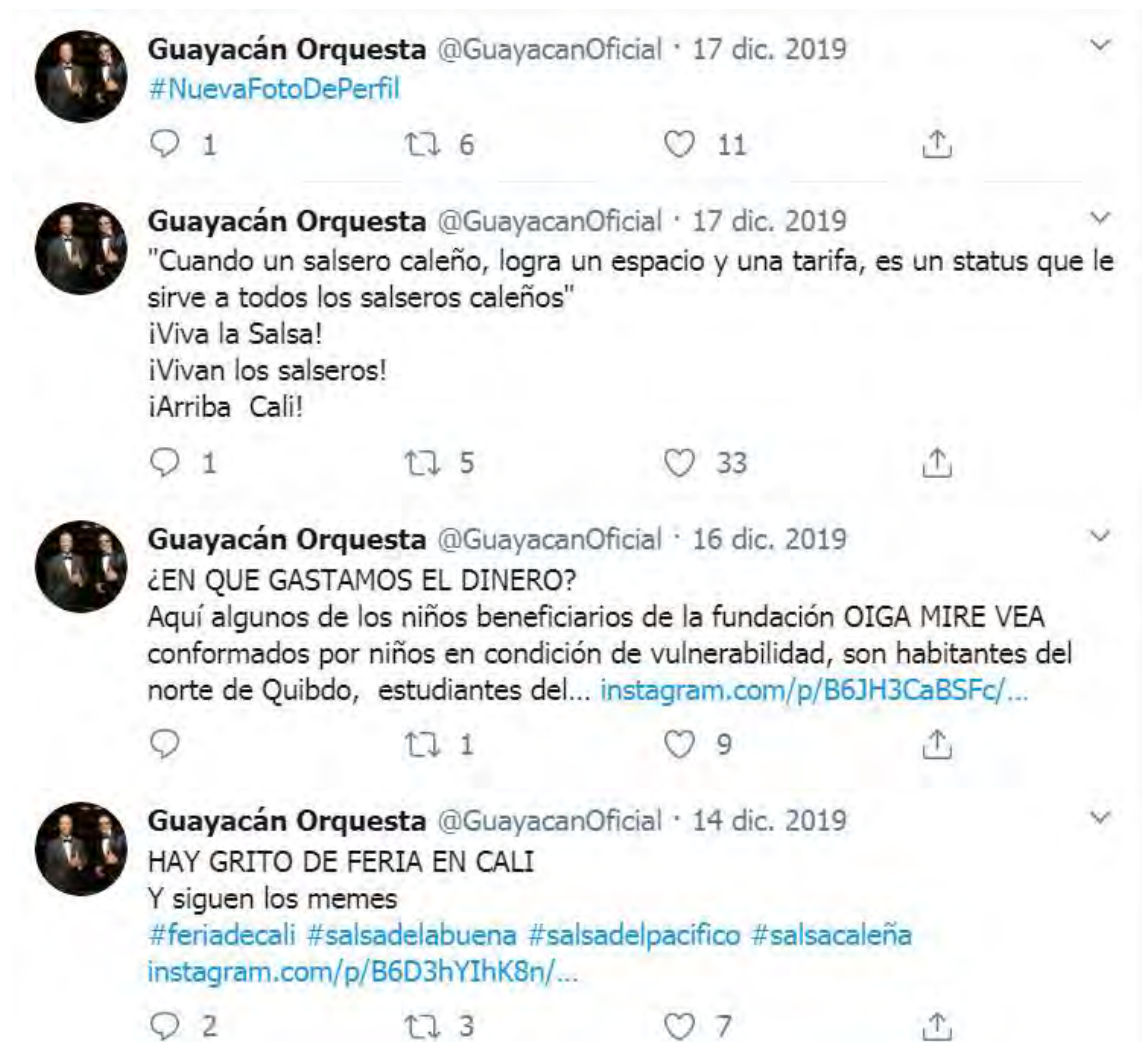 Guayacán Orquesta @GuayacanOficial · 17 dic. 2019
#NuevaFotoDePerfil
1 6 11
Guayacán Orquesta @GuayacanOficial · 17 dic. 2019
"Cuando un salsero caleño, logra un espacio y una tarifa, es un status que le
sirve a todos los salseros caleños"
¡Viva la Salsa!
¡Vivan los salseros!
¡Arriba  Cali!
1 5 33
Guayacán Orquesta @GuayacanOficial · 16 dic. 2019
¿EN QUE GASTAMOS EL DINERO?
Aquí algunos de los niños beneficiarios de la fundación OIGA MIRE VEA
conformados por niños en condición de vulnerabilidad, son habitantes del
norte de Quibdo,  estudiantes del... instagram.com/p/B6JH3CaBSFc/...
1 9
Guayacán Orquesta @GuayacanOficial · 14 dic. 2019
HAY GRITO DE FERIA EN CALI
Y siguen los memes
#feriadecali #salsadelabuena #salsadelpacifico #salsacaleña
instagram.com/p/B6D3hYIhK8n/...
2 3 7